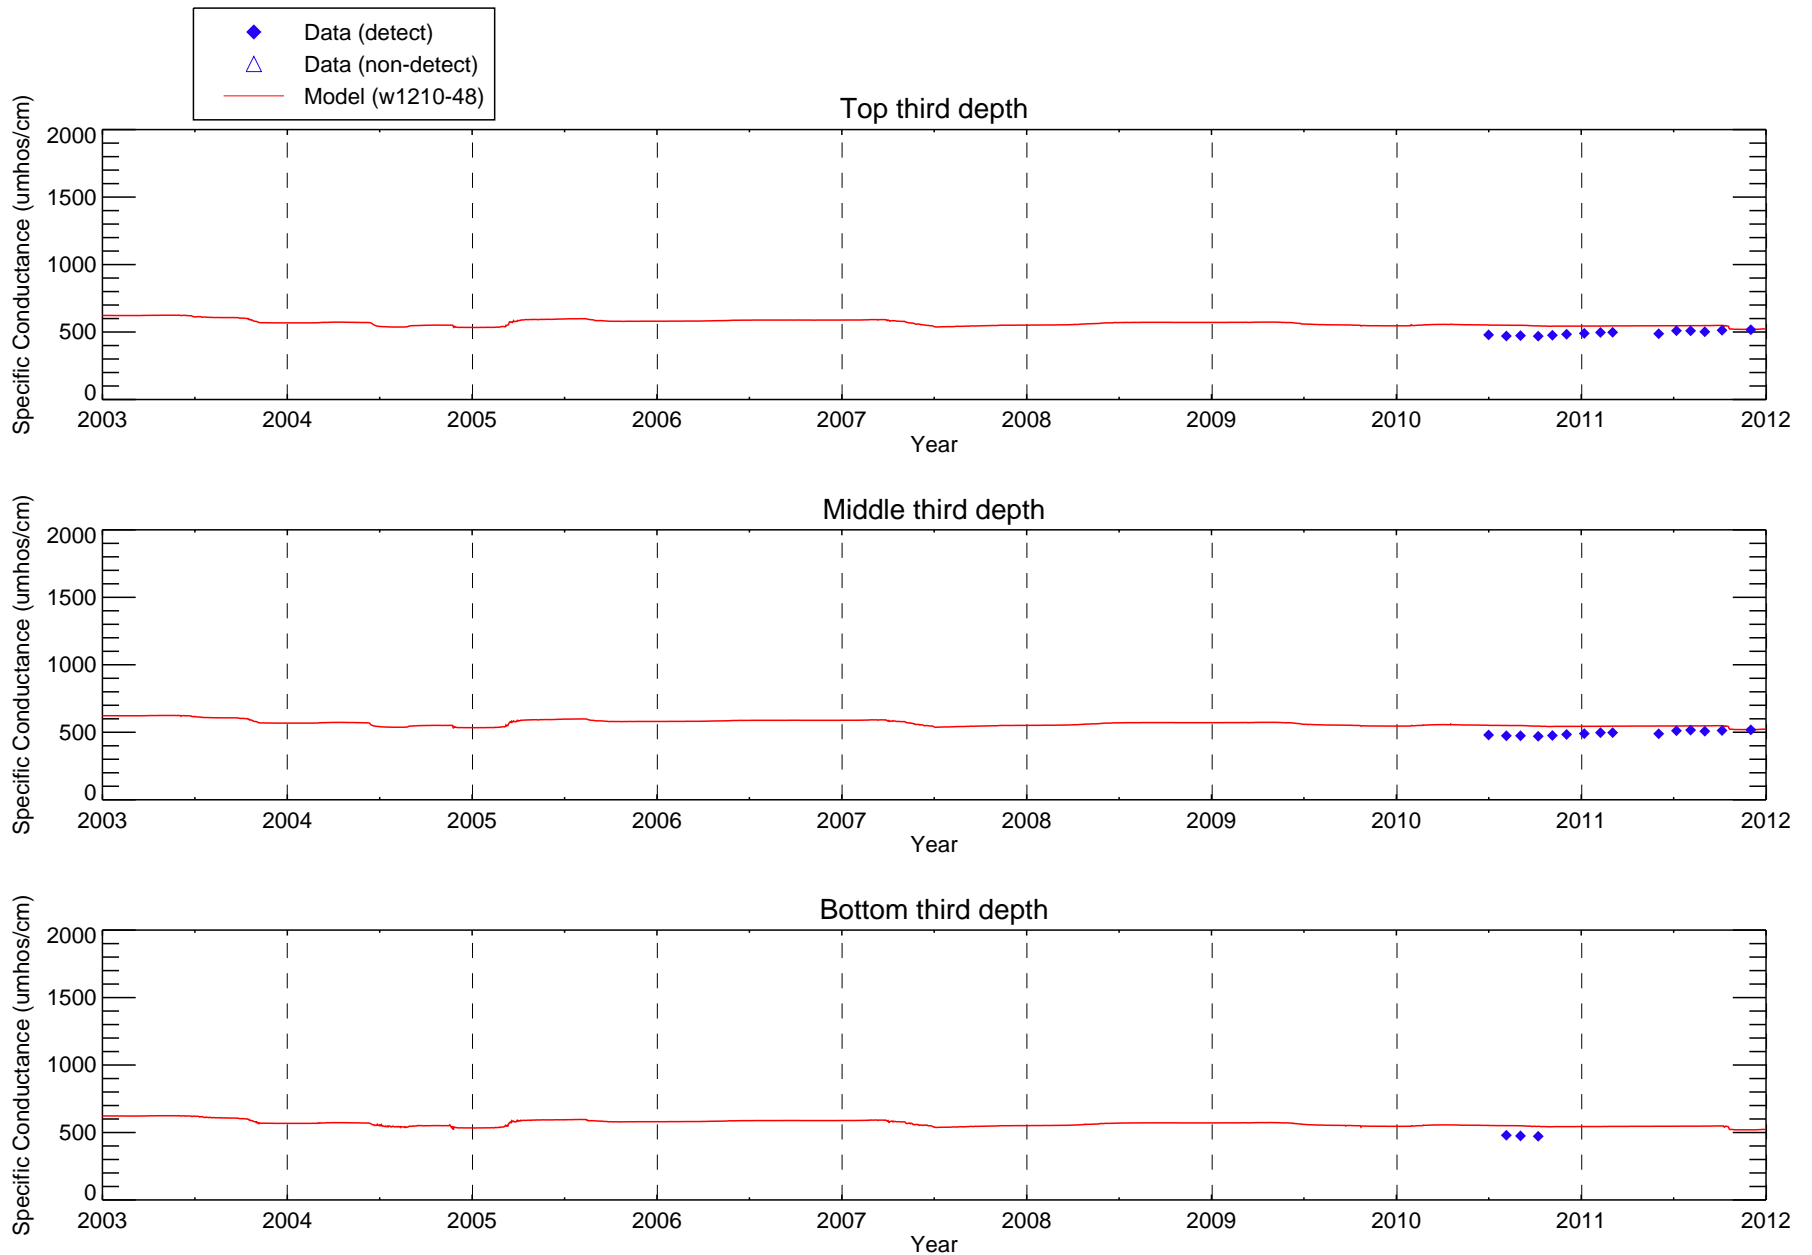 Data (detect)
Data (non-detect)
Model (w1210-48)
Top third depth
Specific Conductance (umhos/cm)
2000
1500
1000
500
0
2003 2004 2005 2006 2007 2008 2009 2010 2011 2012
Year
Middle third depth
Specific Conductance (umhos/cm)
2000
1500
1000
500
0
2003 2004 2005 2006 2007 2008 2009 2010 2011 2012
Year
Bottom third depth
Specific Conductance (umhos/cm)
2000
1500
1000
500
0
2003 2004 2005 2006 2007 2008 2009 2010 2011 2012
Year